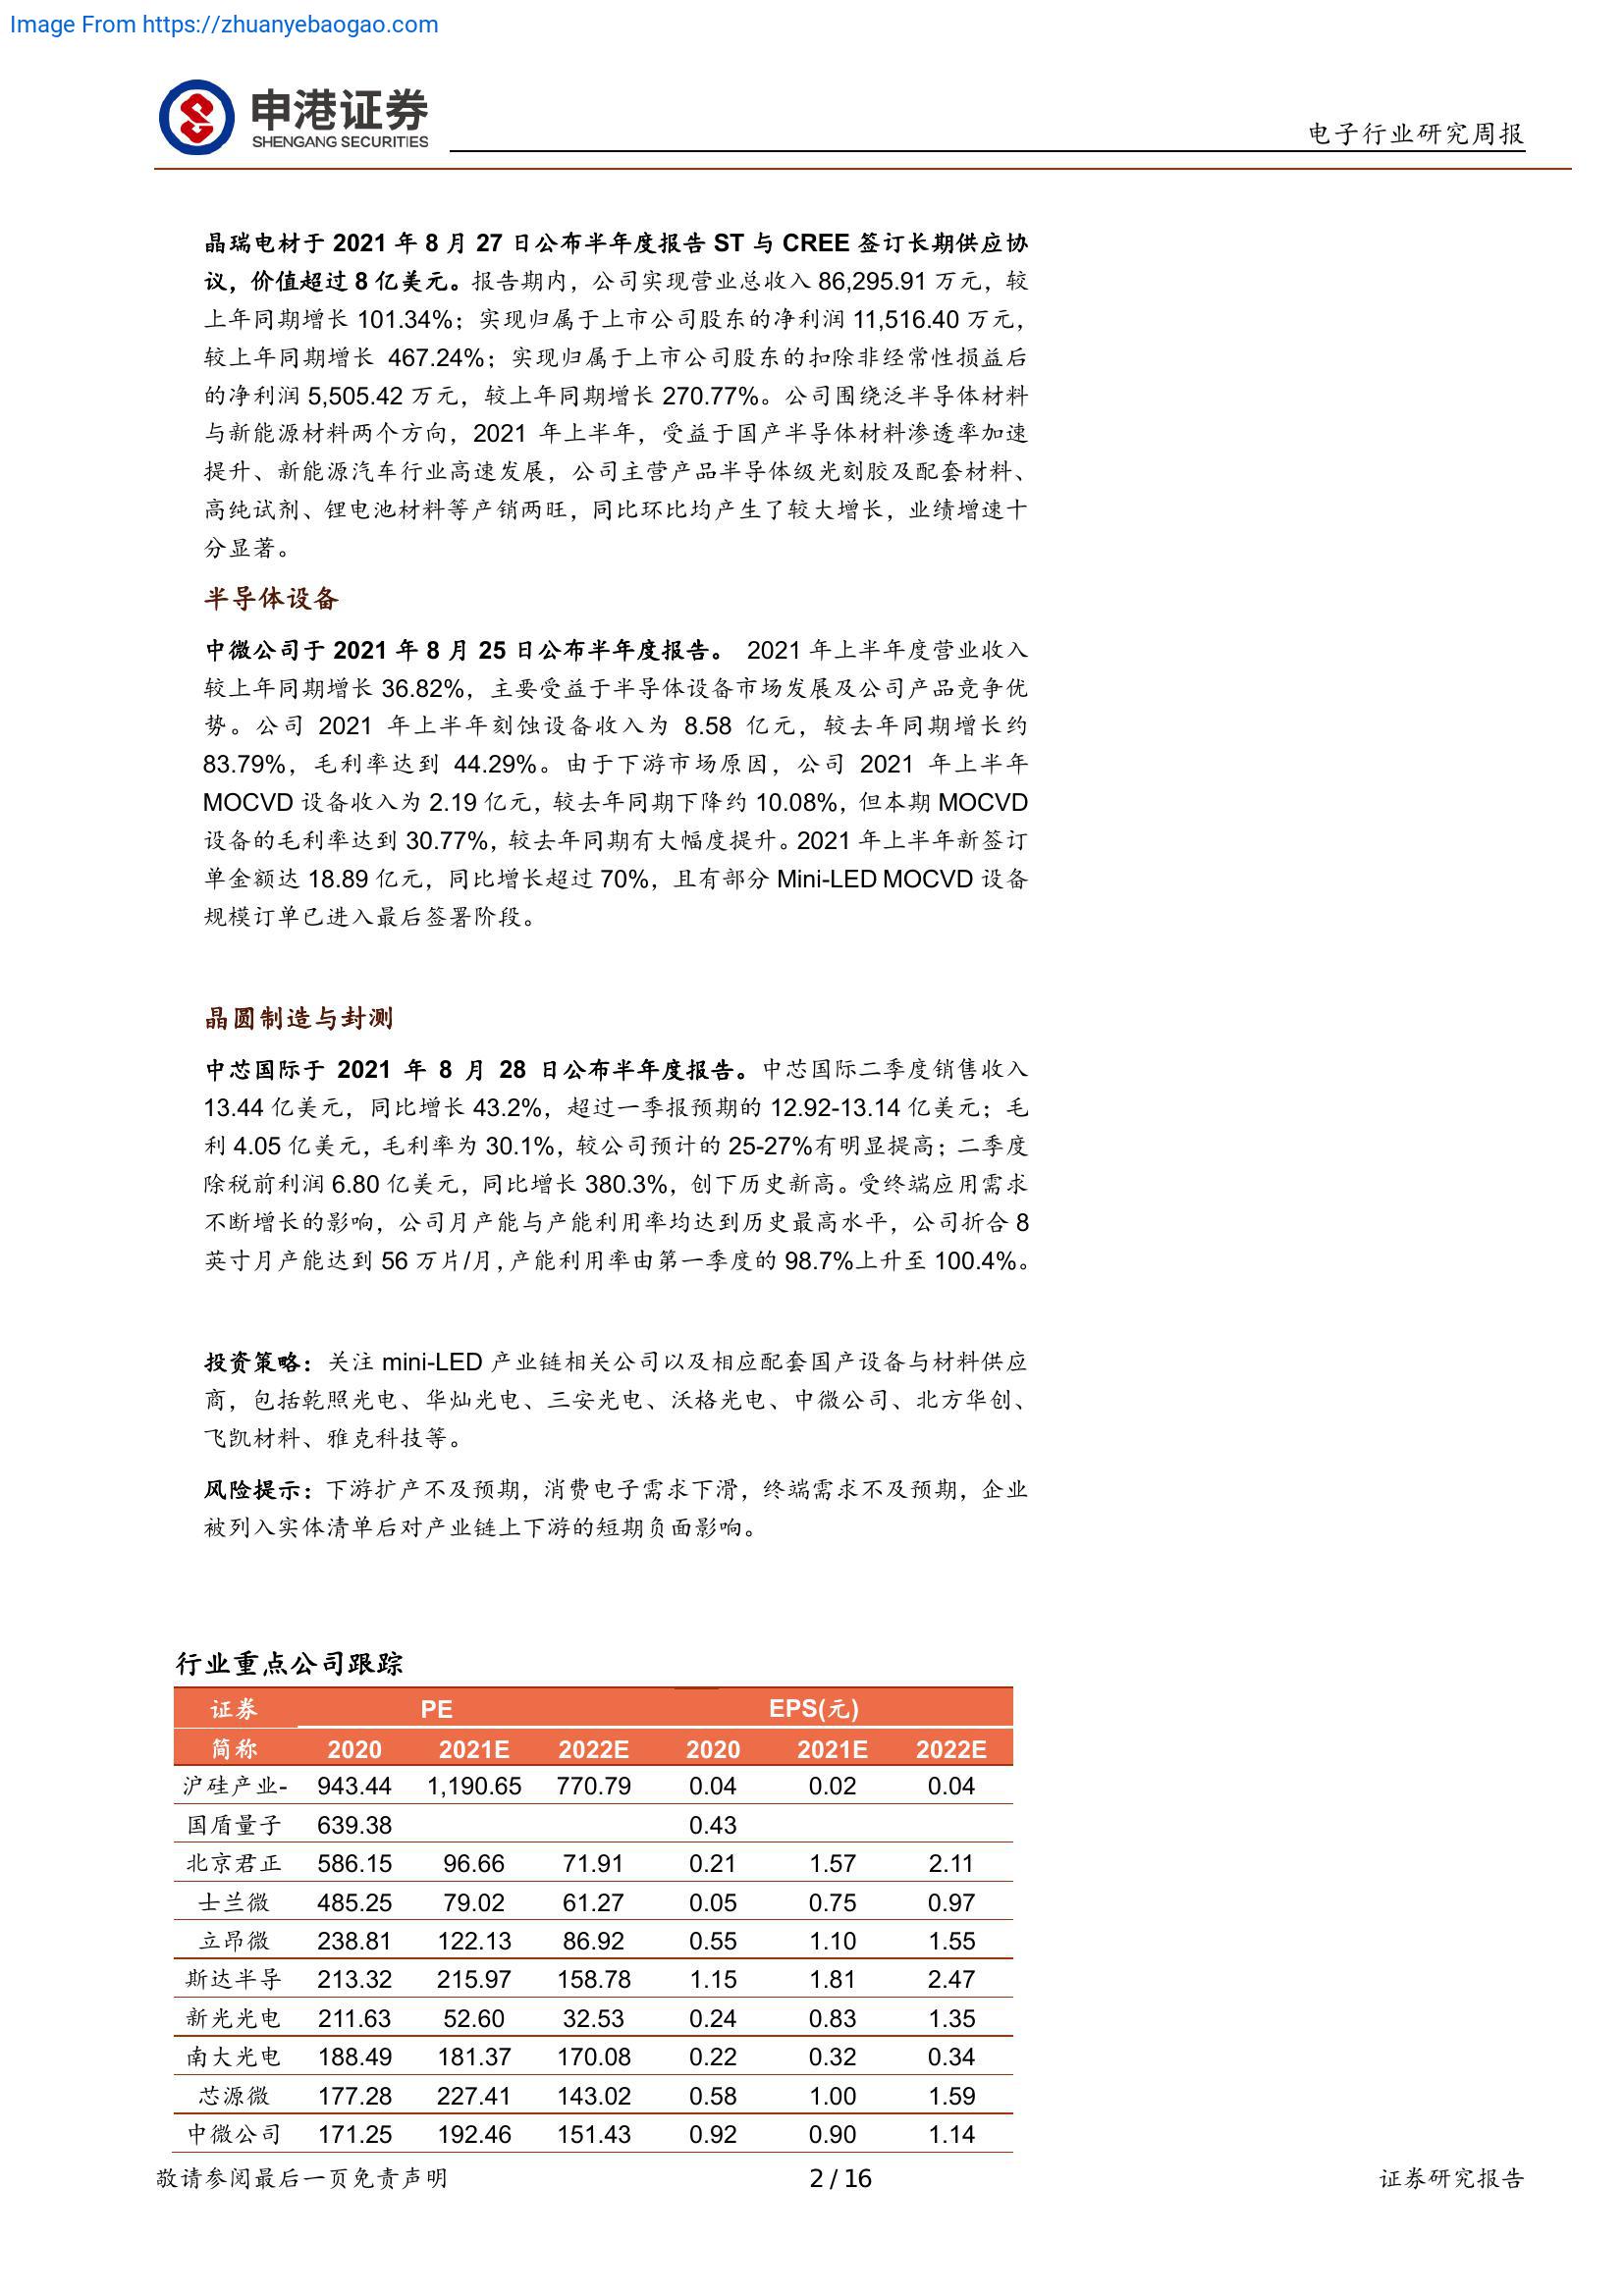 Image From https://zhuanyebaogao.com
申港证券
SHENGANG SECURITIES
电子行业研究周报
晶瑞电材于 2021 年 8 月 27 日公布半年度报告 ST 与 CREE 签订长期供应协
议，价值超过 8 亿美元。报告期内，公司实现营业总收入 86,295.91 万元，较
上年同期增长 101.34%；实现归属于上市公司股东的净利润 11,516.40 万元，
较上年同期增长 467.24%；实现归属于上市公司股东的扣除非经常性损益后
的净利润 5,505.42 万元，较上年同期增长 270.77%。公司围绕泛半导体材料
与新能源材料两个方向，2021 年上半年，受益于国产半导体材料渗透率加速
提升、新能源汽车行业高速发展，公司主营产品半导体级光刻胶及配套材料、
高纯试剂、锂电池材料等产销两旺，同比环比均产生了较大增长，业绩增速十
分显著。
半导体设备
中微公司于 2021 年 8 月 25 日公布半年度报告。 2021 年上半年度营业收入
较上年同期增长 36.82%，主要受益于半导体设备市场发展及公司产品竞争优
势。公司 2021 年上半年刻蚀设备收入为 8.58 亿元，较去年同期增长约
83.79%，毛利率达到 44.29%。由于下游市场原因，公司 2021 年上半年
MOCVD 设备收入为 2.19 亿元，较去年同期下降约 10.08%，但本期 MOCVD
设备的毛利率达到 30.77%，较去年同期有大幅度提升。2021 年上半年新签订
单金额达 18.89 亿元，同比增长超过 70%，且有部分 Mini-LED MOCVD 设备
规模订单已进入最后签署阶段。
晶圆制造与封测
中芯国际于 2021 年 8 月 28 日公布半年度报告。中芯国际二季度销售收入
13.44 亿美元，同比增长 43.2%，超过一季报预期的 12.92-13.14 亿美元；毛
利 4.05 亿美元，毛利率为 30.1%，较公司预计的 25-27%有明显提高；二季度
除税前利润 6.80 亿美元，同比增长 380.3%，创下历史新高。受终端应用需求
不断增长的影响，公司月产能与产能利用率均达到历史最高水平，公司折合 8
英寸月产能达到 56 万片/月，产能利用率由第一季度的 98.7%上升至 100.4%。
投资策略：关注 mini-LED 产业链相关公司以及相应配套国产设备与材料供应
商，包括乾照光电、华灿光电、三安光电、沃格光电、中微公司、北方华创、
飞凯材料、雅克科技等。
风险提示：下游扩产不及预期，消费电子需求下滑，终端需求不及预期，企业
被列入实体清单后对产业链上下游的短期负面影响。
行业重点公司跟踪
证券 PE EPS(元)
简称 2020 2021E 2022E 2020 2021E 2022E
沪硅产业- 943.44 1,190.65 770.79 0.04 0.02 0.04
国盾量子 639.38 0.43
北京君正 586.15 96.66 71.91 0.21 1.57 2.11
士兰微 485.25 79.02 61.27 0.05 0.75 0.97
立昂微 238.81 122.13 86.92 0.55 1.10 1.55
斯达半导 213.32 215.97 158.78 1.15 1.81 2.47
新光光电 211.63 52.60 32.53 0.24 0.83 1.35
南大光电 188.49 181.37 170.08 0.22 0.32 0.34
芯源微 177.28 227.41 143.02 0.58 1.00 1.59
中微公司 171.25 192.46 151.43 0.92 0.90 1.14
敬请参阅最后一页免责声明
2 / 16
证券研究报告